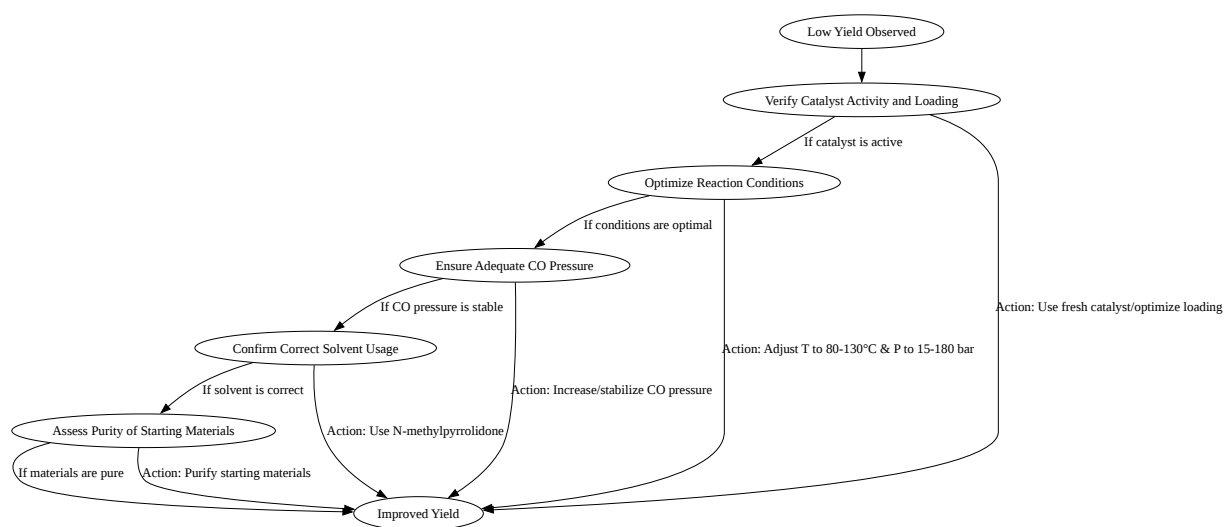 Low Yield Observed
Verify Catalyst Activity and Loading
If catalyst is active
Optimize Reaction Conditions
If conditions are optimal
Ensure Adequate CO Pressure
If CO pressure is stable
Action: Use fresh catalyst/optimize loading
Confirm Correct Solvent Usage
Action: Adjust T to 80-130°C & P to 15-180 bar
If solvent is correct
Action: Increase/stabilize CO pressure
Assess Purity of Starting Materials
Action: Use N-methylpyrrolidone
If materials are pure
Action: Purify starting materials
Improved Yield